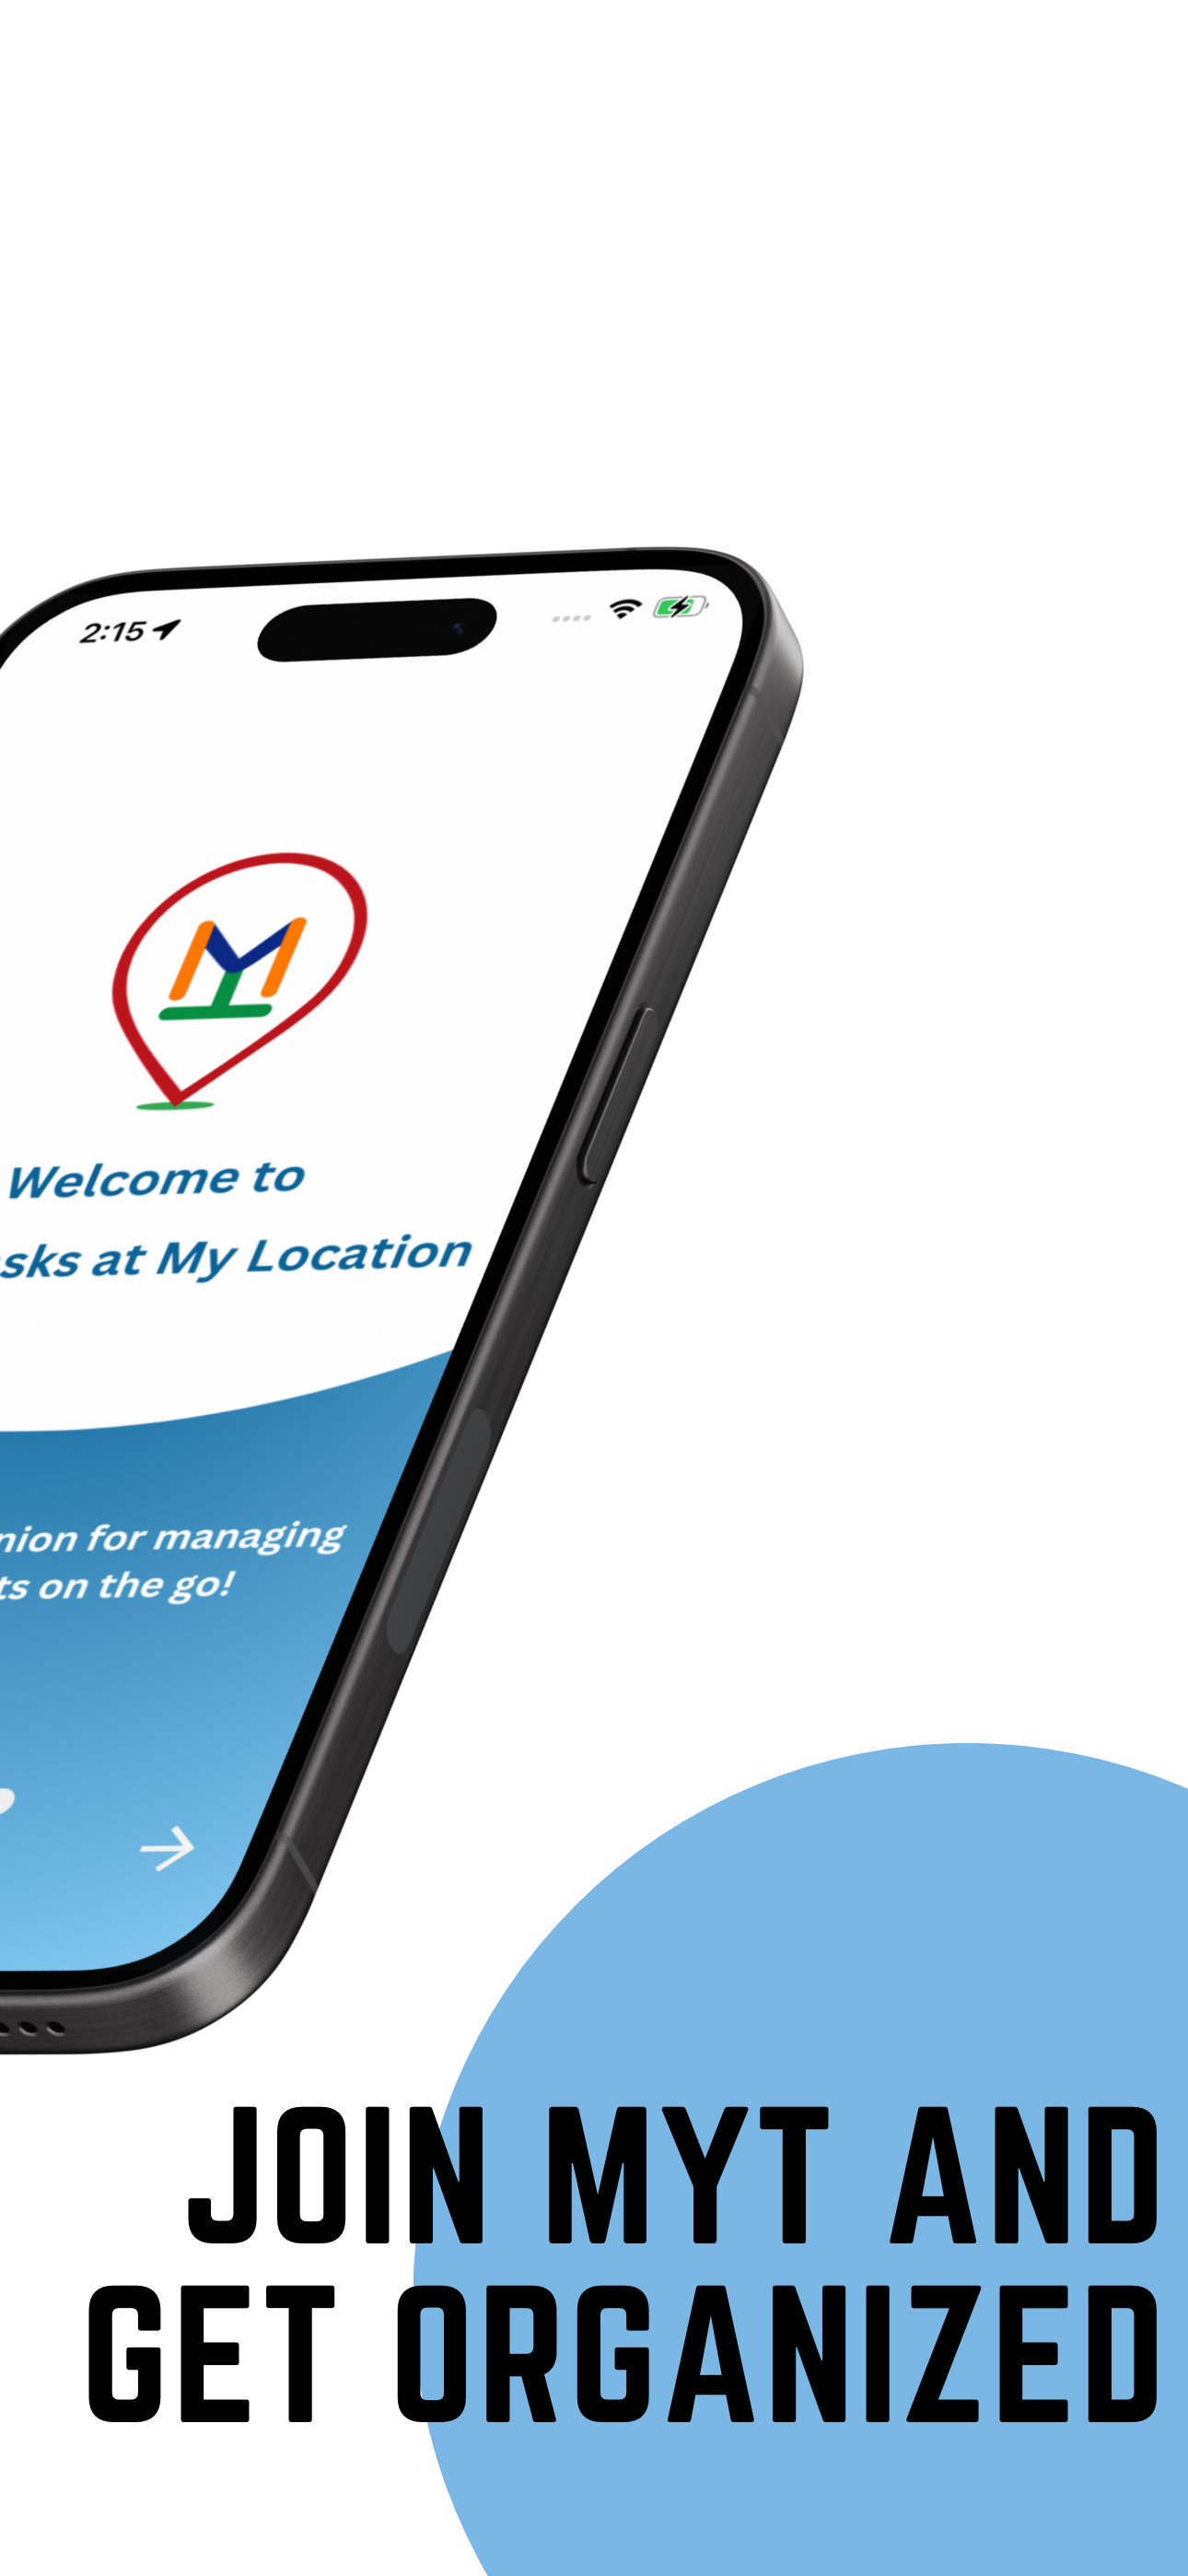 2:15
Welcome to
sks at My Location
nion for managing
ts on the go!
JOIN MYT AND
GET ORGANIZED